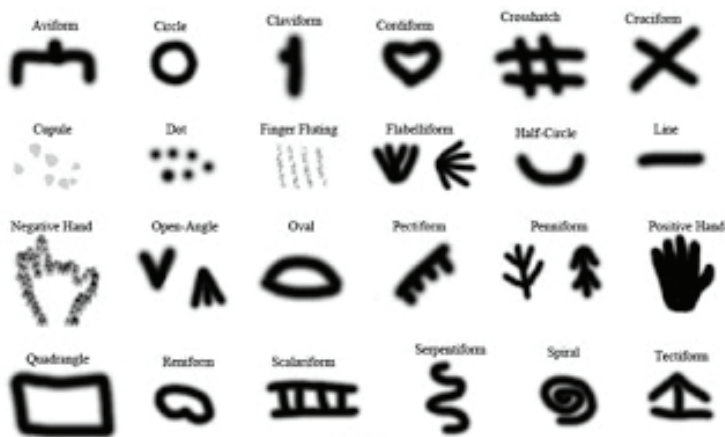 Aviform
Circle
Claviform
Cordiform
Crosshatch
Cruciform
Cupule
Dot
Finger Fluting
Flabelliform
Half-Circle
Line
Negative Hand
Open-Angle
Oval
Pectiform
Penniform
Positive Hand
Quadrangle
Reniform
Scalariform
Serpentiform
Spiral
Tectiform